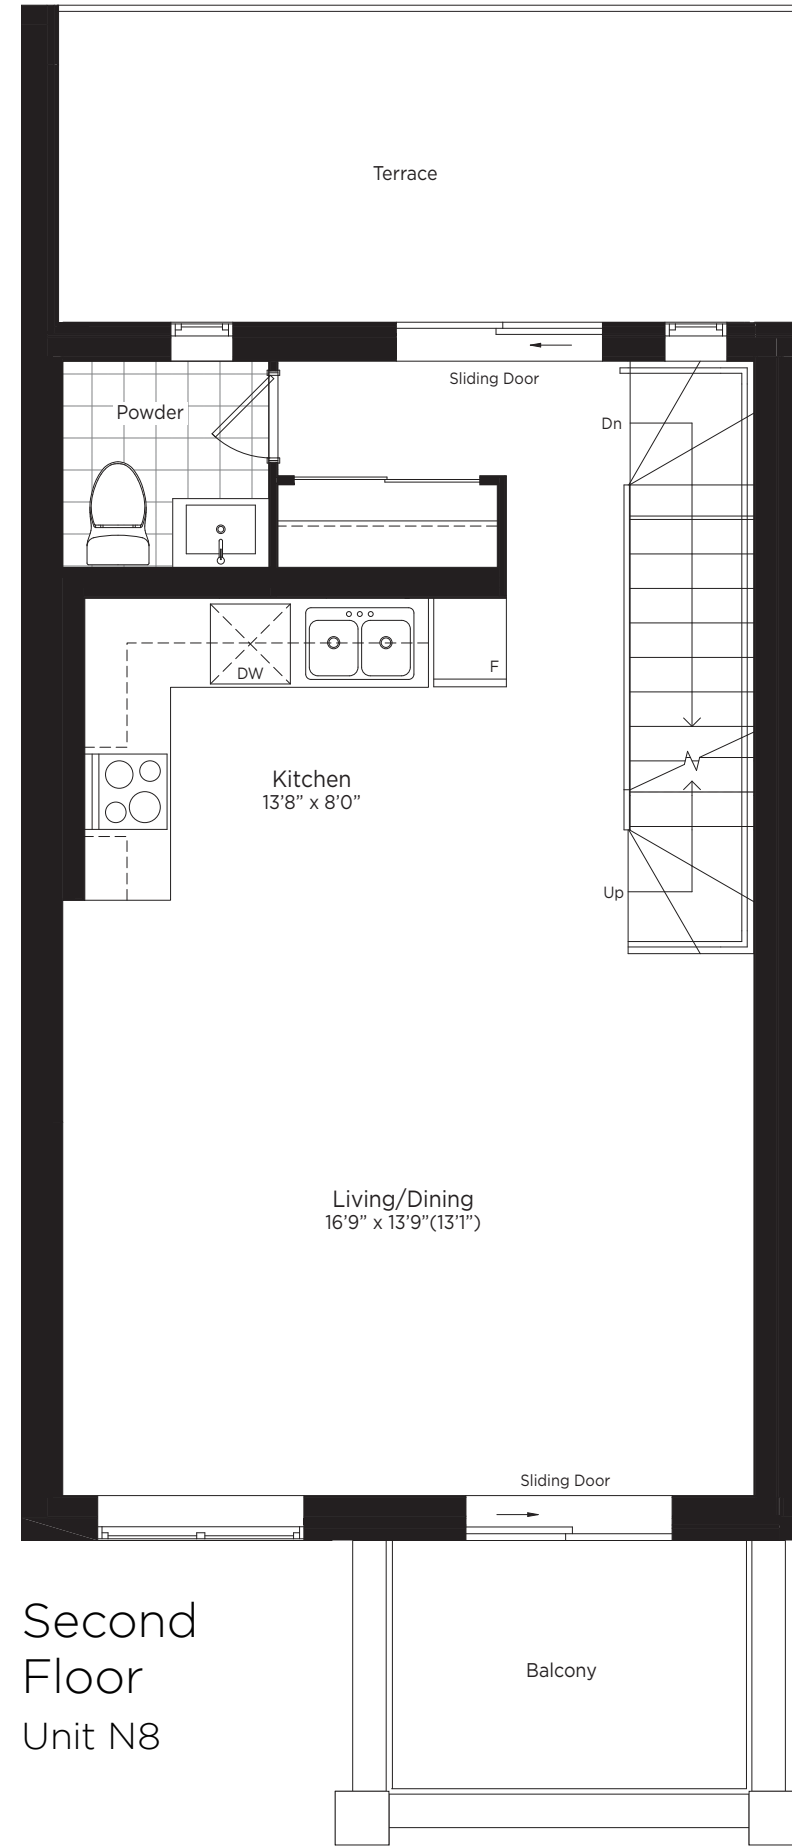 Terrace
Sliding Door
Powder
Dn
F
DW
Kitchen
13’8” x 8’0”
Up
Living/Dining
16’9” x 13’9”(13’1”)
Sliding Door
Second
Floor
Unit N8
Balcony